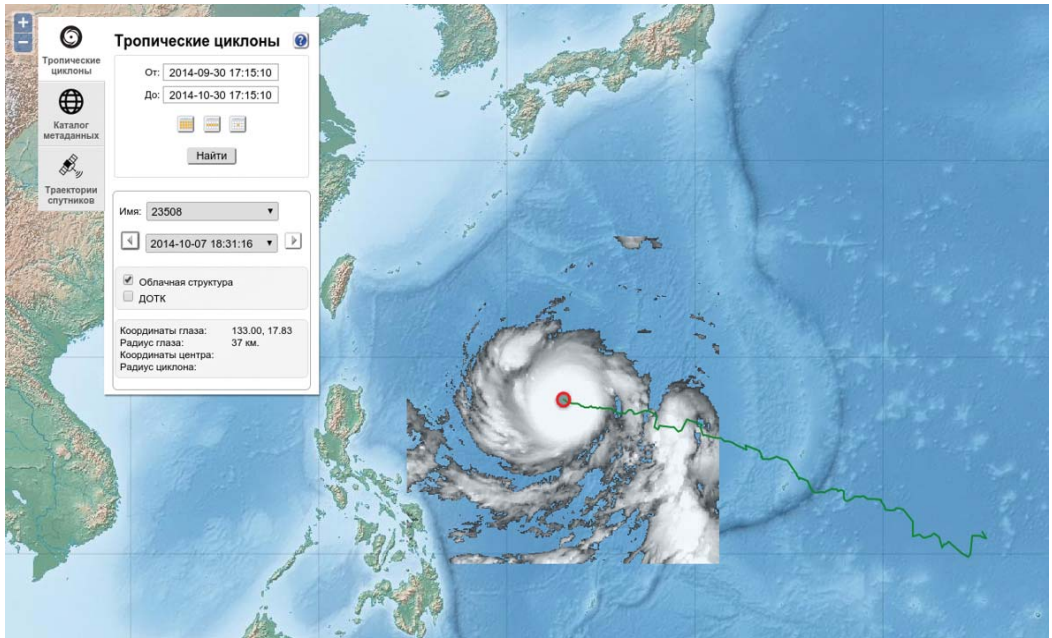 +
−
Тропические
циклоны
Каталог
метаданных
Траектории
спутников
Тропические циклоны ?
От: 2014-09-30 17:15:10
До: 2014-10-30 17:15:10
Найти
Имя: 23508
2014-10-07 18:31:16
Облачная структура
ДОТК
Координаты глаза: 133.00, 17.83
Радиус глаза: 37 км.
Координаты центра:
Радиус циклона: